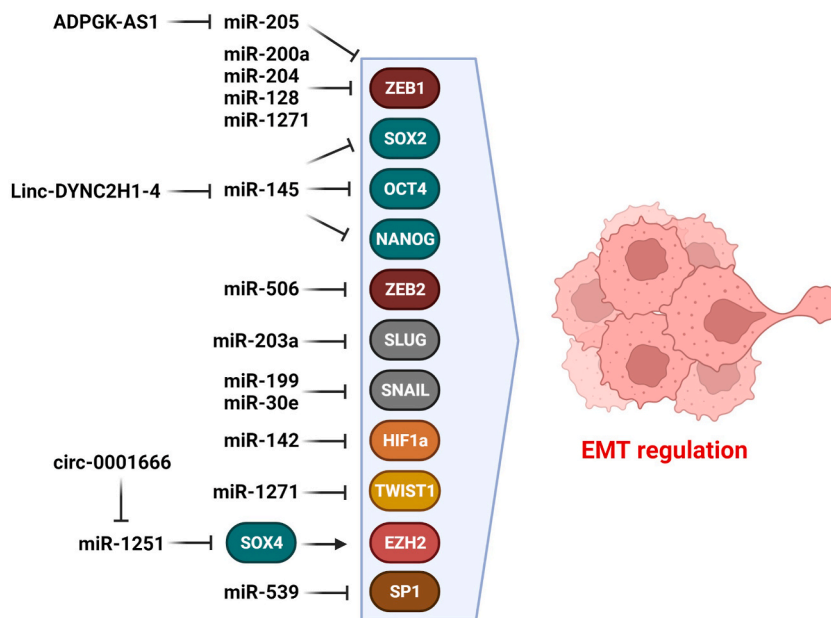 ADPGK-AS1 miR-205
miR-200a
miR-204
miR-128
miR-1271
ZEB1
SOX2
Linc-DYNC2H1-4 miR-145 OCT4
NANOG
miR-506 ZEB2
miR-203a SLUG
miR-199
miR-30e
SNAIL
miR-142 HIF1a
EMT regulation
circ-0001666
miR-1271 TWIST1
miR-1251 SOX4 EZH2
miR-539 SP1